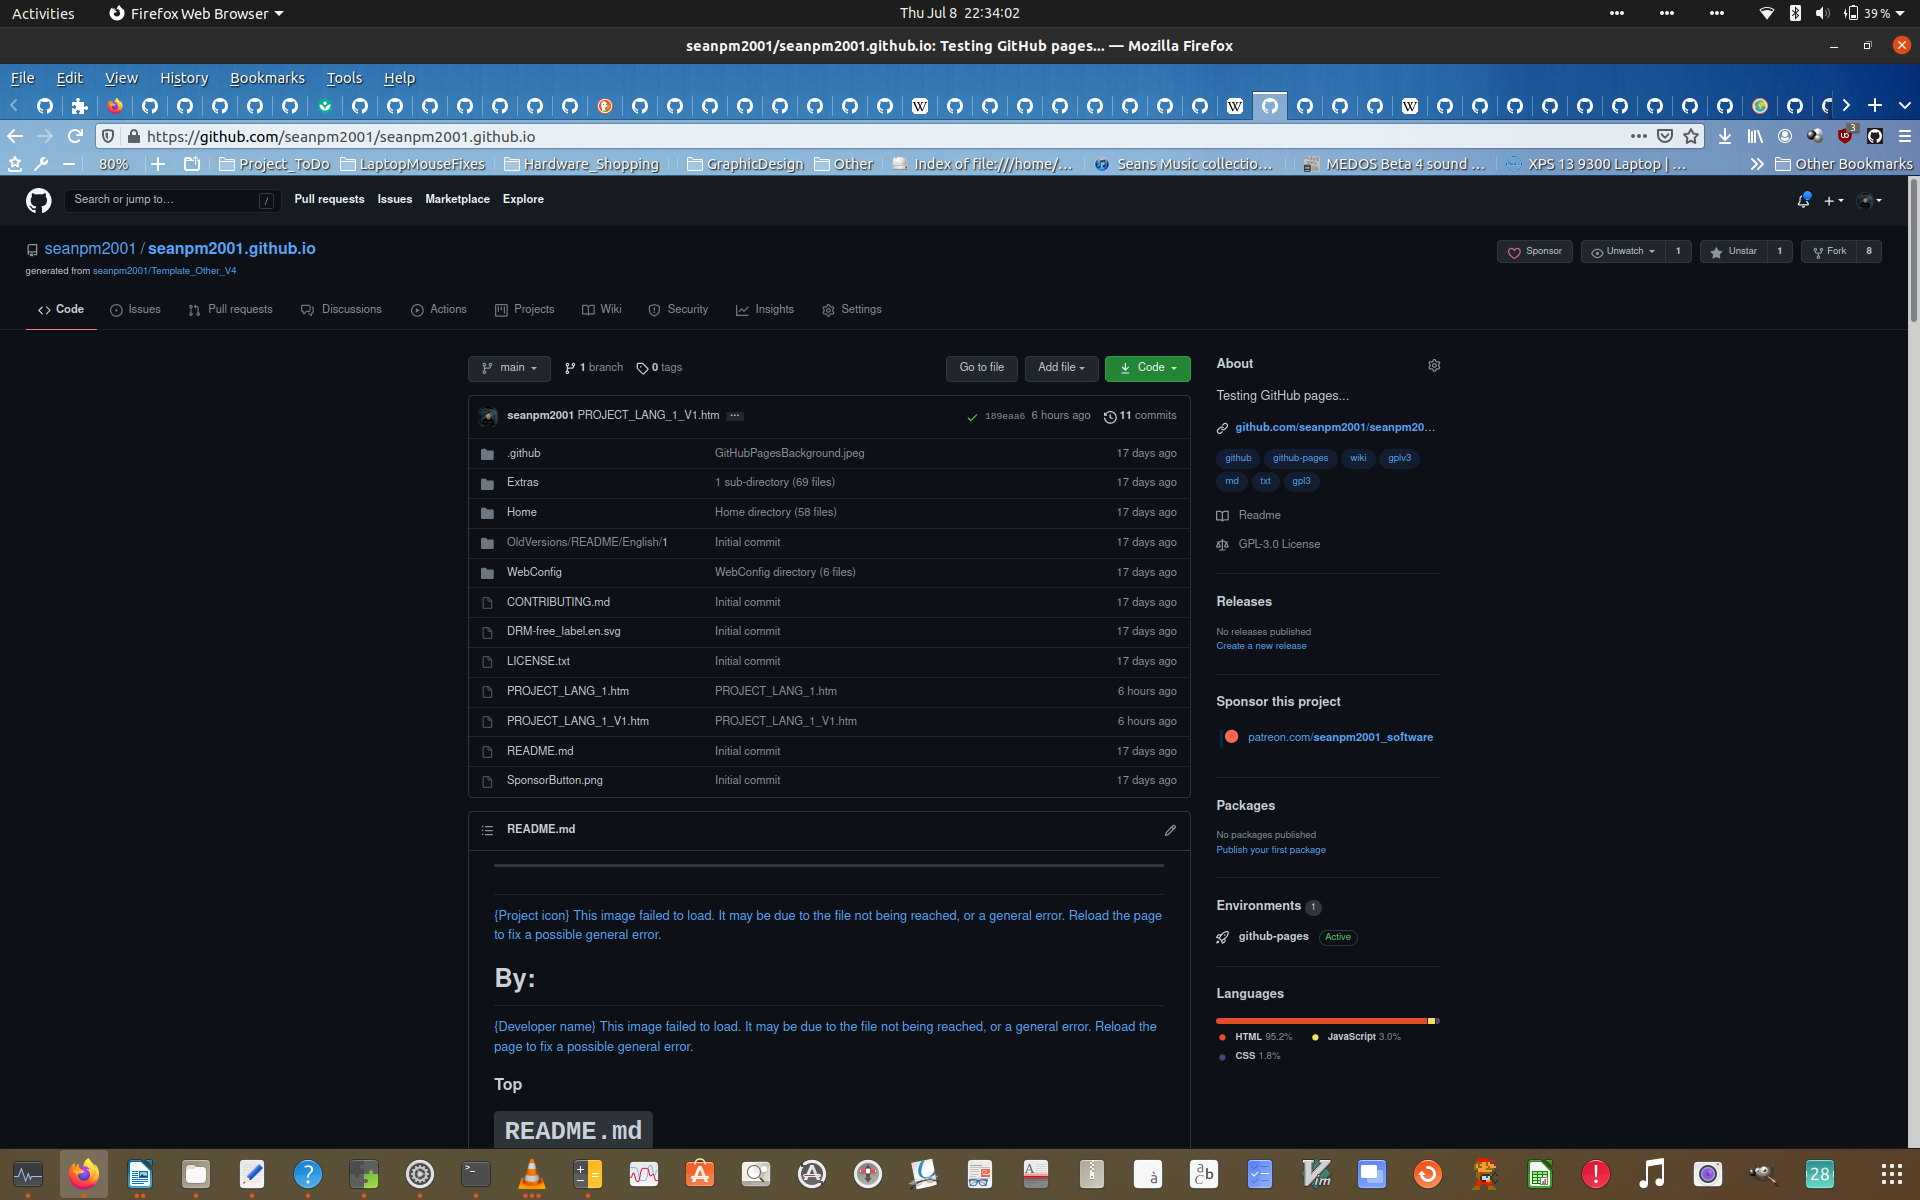 Activities
Firefox Web Browser
Thu Jul 8 22:34:02
39 %
seanpm2001/seanpm2001.github.io: Testing GitHub pages... — Mozilla Firefox
File Edit View History Bookmarks Tools Help
https://github.com/seanpm2001/seanpm2001.github.io
3
80%
Project_ToDo
LaptopMouseFixes
Hardware_Shopping
GraphicDesign
Other
Index of file:///home/...
Seans Music collectio...
MEDOS Beta 4 sound ...
XPS 13 9300 Laptop | ...
Other Bookmarks
Search or jump to...
/
Pull requests Issues Marketplace Explore
seanpm2001 / seanpm2001.github.io
Sponsor
Unwatch 1
Unstar 1
Fork 8
generated from seanpm2001/Template_Other_V4
Code
Issues
Pull requests
Discussions
Actions
Projects
Wiki
Security
Insights
Settings
main
1 branch
0 tags
Go to file
Add file
Code
seanpm2001 PROJECT_LANG_1_V1.htm ...
189eaa6 6 hours ago
11 commits
.github GitHubPagesBackground.jpeg 17 days ago
Extras 1 sub-directory (69 files) 17 days ago
Home Home directory (58 files) 17 days ago
OldVersions/README/English/1 Initial commit 17 days ago
WebConfig WebConfig directory (6 files) 17 days ago
CONTRIBUTING.md Initial commit 17 days ago
DRM-free_label.en.svg Initial commit 17 days ago
LICENSE.txt Initial commit 17 days ago
PROJECT_LANG_1.htm PROJECT_LANG_1.htm 6 hours ago
PROJECT_LANG_1_V1.htm PROJECT_LANG_1_V1.htm 6 hours ago
README.md Initial commit 17 days ago
SponsorButton.png Initial commit 17 days ago
README.md
{Project icon} This image failed to load. It may be due to the file not being reached, or a general error. Reload the page
to fix a possible general error.
By:
{Developer name} This image failed to load. It may be due to the file not being reached, or a general error. Reload the
page to fix a possible general error.
Top
README.md
About
Testing GitHub pages...
github.com/seanpm2001/seanpm20...
github github-pages wiki gplv3
md txt gpl3
Readme
GPL-3.0 License
Releases
No releases published
Create a new release
Sponsor this project
patreon.com/seanpm2001_software
Packages
No packages published
Publish your first package
Environments 1
github-pages Active
Languages
HTML 95.2%
JavaScript 3.0%
CSS 1.8%
28